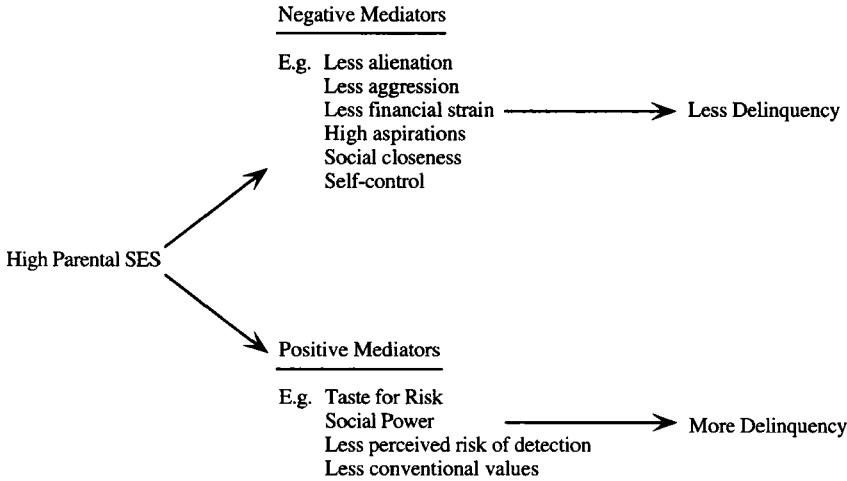 Negative Mediators
E.g. Less alienation
Less aggression
Less financial strain
High aspirations
Social closeness
Self-control
Less Delinquency
High Parental SES
Positive Mediators
E.g. Taste for Risk
Social Power
Less perceived risk of detection
Less conventional values
More Delinquency